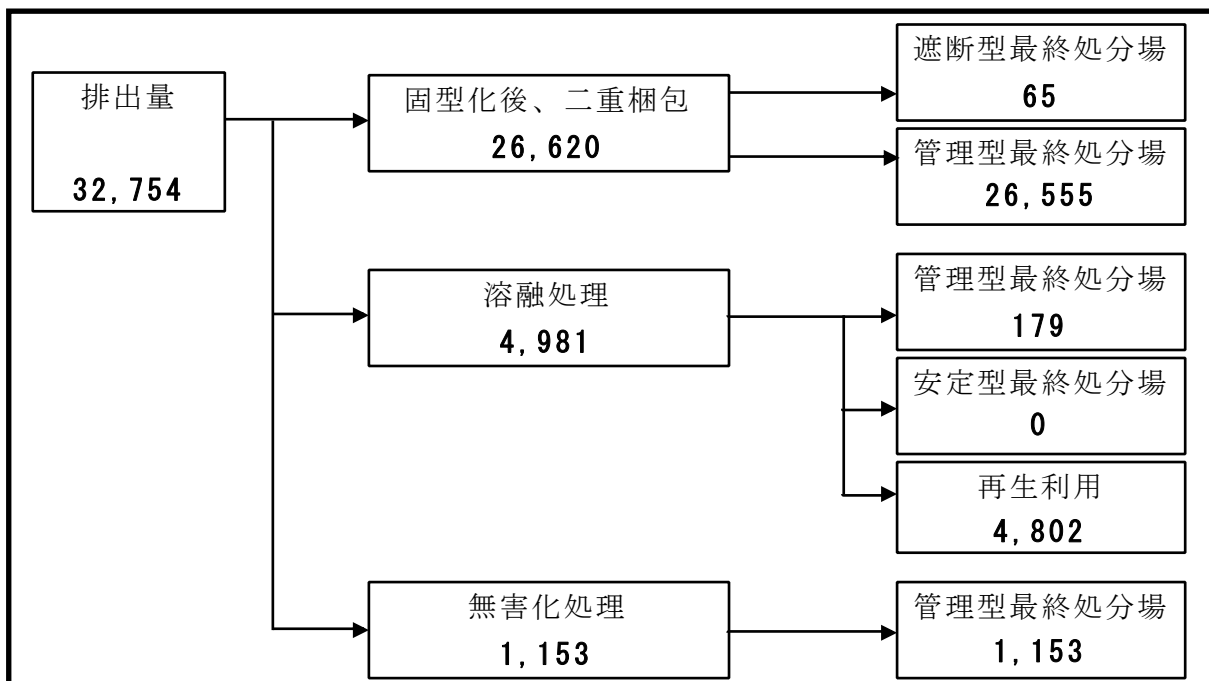 排出量
32,754
固型化後、二重梱包
26,620
遮断型最終処分場
65
管理型最終処分場
26,555
溶融処理
4,981
管理型最終処分場
179
安定型最終処分場
0
再生利用
4,802
無害化処理
1,153
管理型最終処分場
1,153